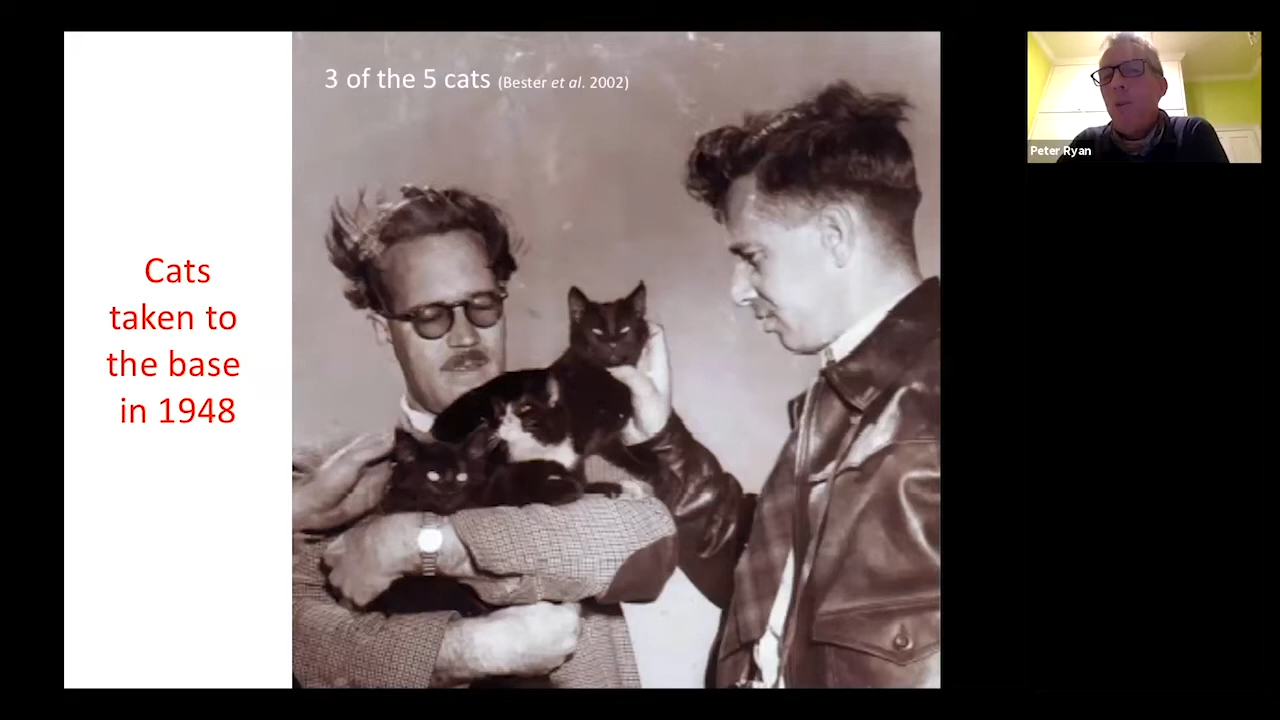 3 of the 5 cats (Bester et al. 2002)
Cats
taken to
the base
in 1948
Peter Ryan